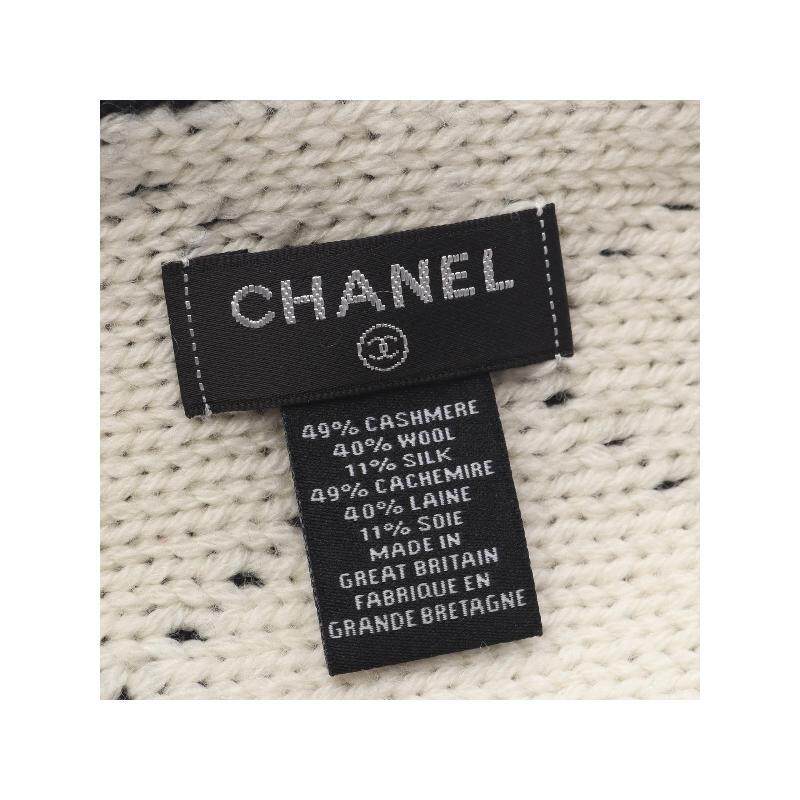 CHANEL
49% CASHMERE
40% WOOL
11% SILK
49% CACHEMIRE
40% LAINE
11% SOIE
MADE IN
GREAT BRITAIN
FABRIQUE EN
GRANDE BRETAGNE